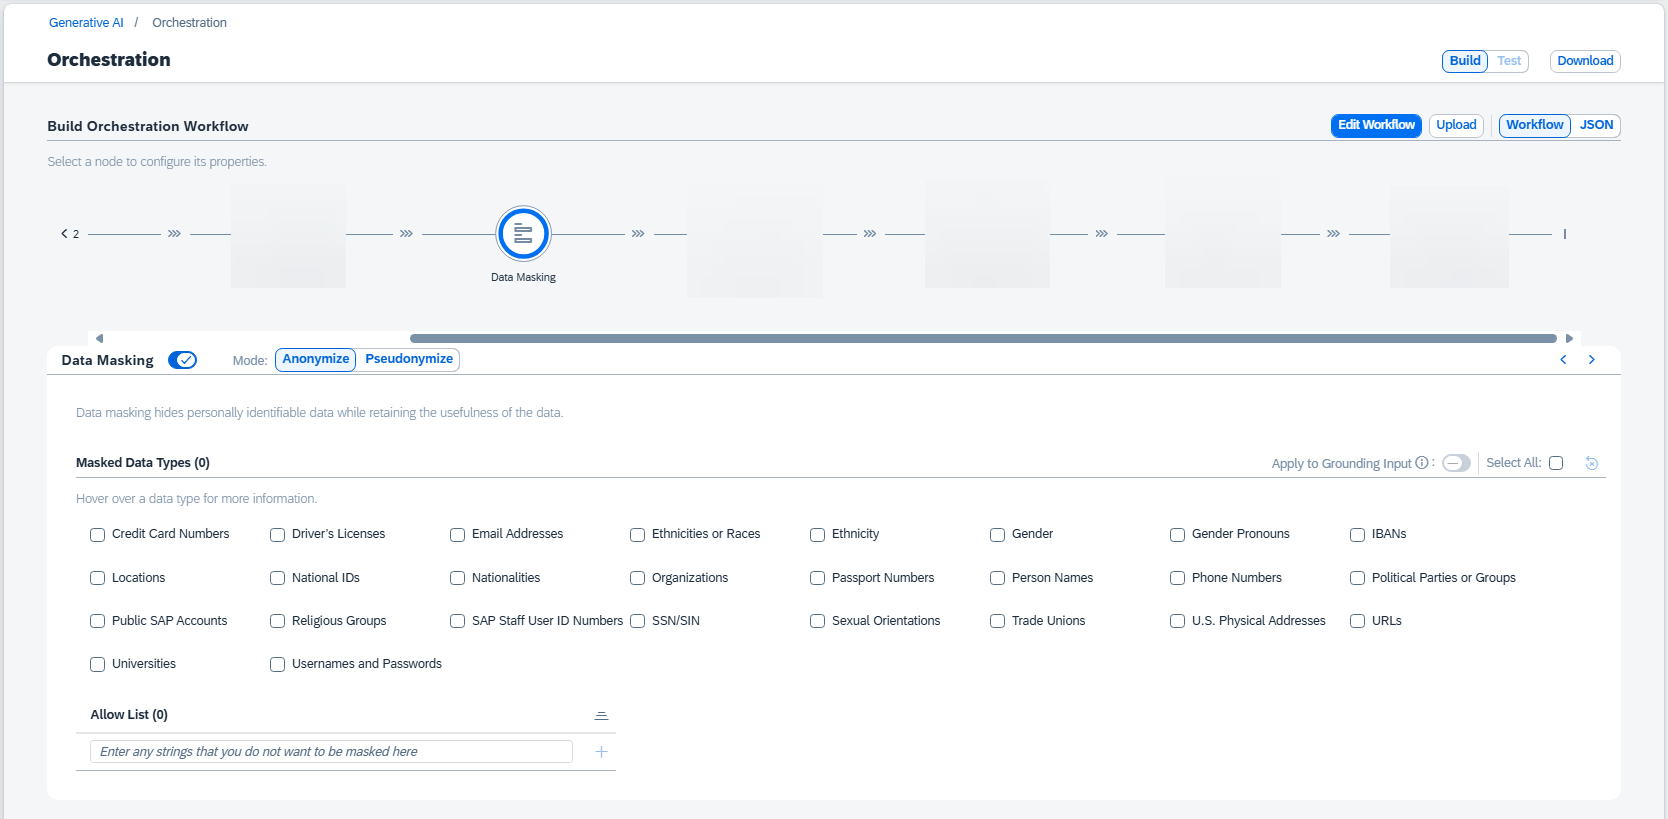 Generative AI / Orchestration
Orchestration
Build Test Download
Build Orchestration Workflow
Edit Workflow Upload Workflow JSON
Select a node to configure its properties.
2
Data Masking
Data Masking Mode: Anonymize Pseudonymize
Data masking hides personally identifiable data while retaining the usefulness of the data.
Masked Data Types (0) Apply to Grounding Input : Select All:
Hover over a data type for more information.
Credit Card Numbers Driver's Licenses Email Addresses Ethnicities or Races Ethnicity Gender Gender Pronouns IBANs
Locations National IDs Nationalities Organizations Passport Numbers Person Names Phone Numbers Political Parties or Groups
Public SAP Accounts Religious Groups SAP Staff User ID Numbers SSN/SIN Sexual Orientations Trade Unions U.S. Physical Addresses URLs
Universities Usernames and Passwords
Allow List (0)
Enter any strings that you do not want to be masked here